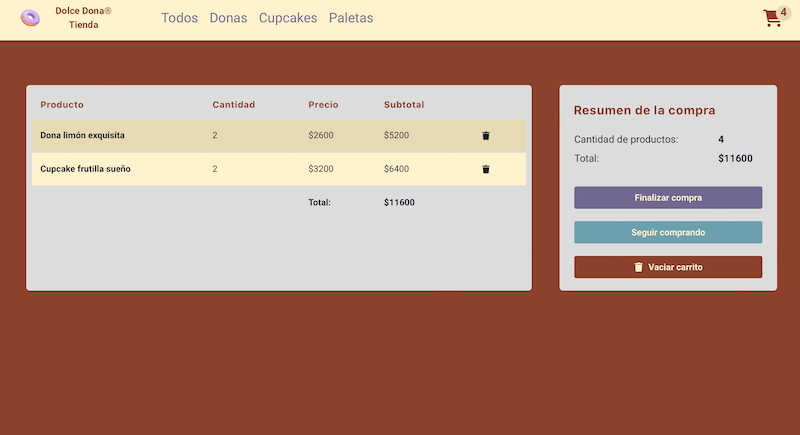 Dolce Dona®
Tienda
Todos Donas Cupcakes Paletas
4
Producto Cantidad Precio Subtotal
Dona limón exquisita 2 $2600 $5200
Cupcake frutilla sueño 2 $3200 $6400
Total: $11600
Resumen de la compra
Cantidad de productos: 4
Total: $11600
Finalizar compra
Seguir comprando
Vaciar carrito